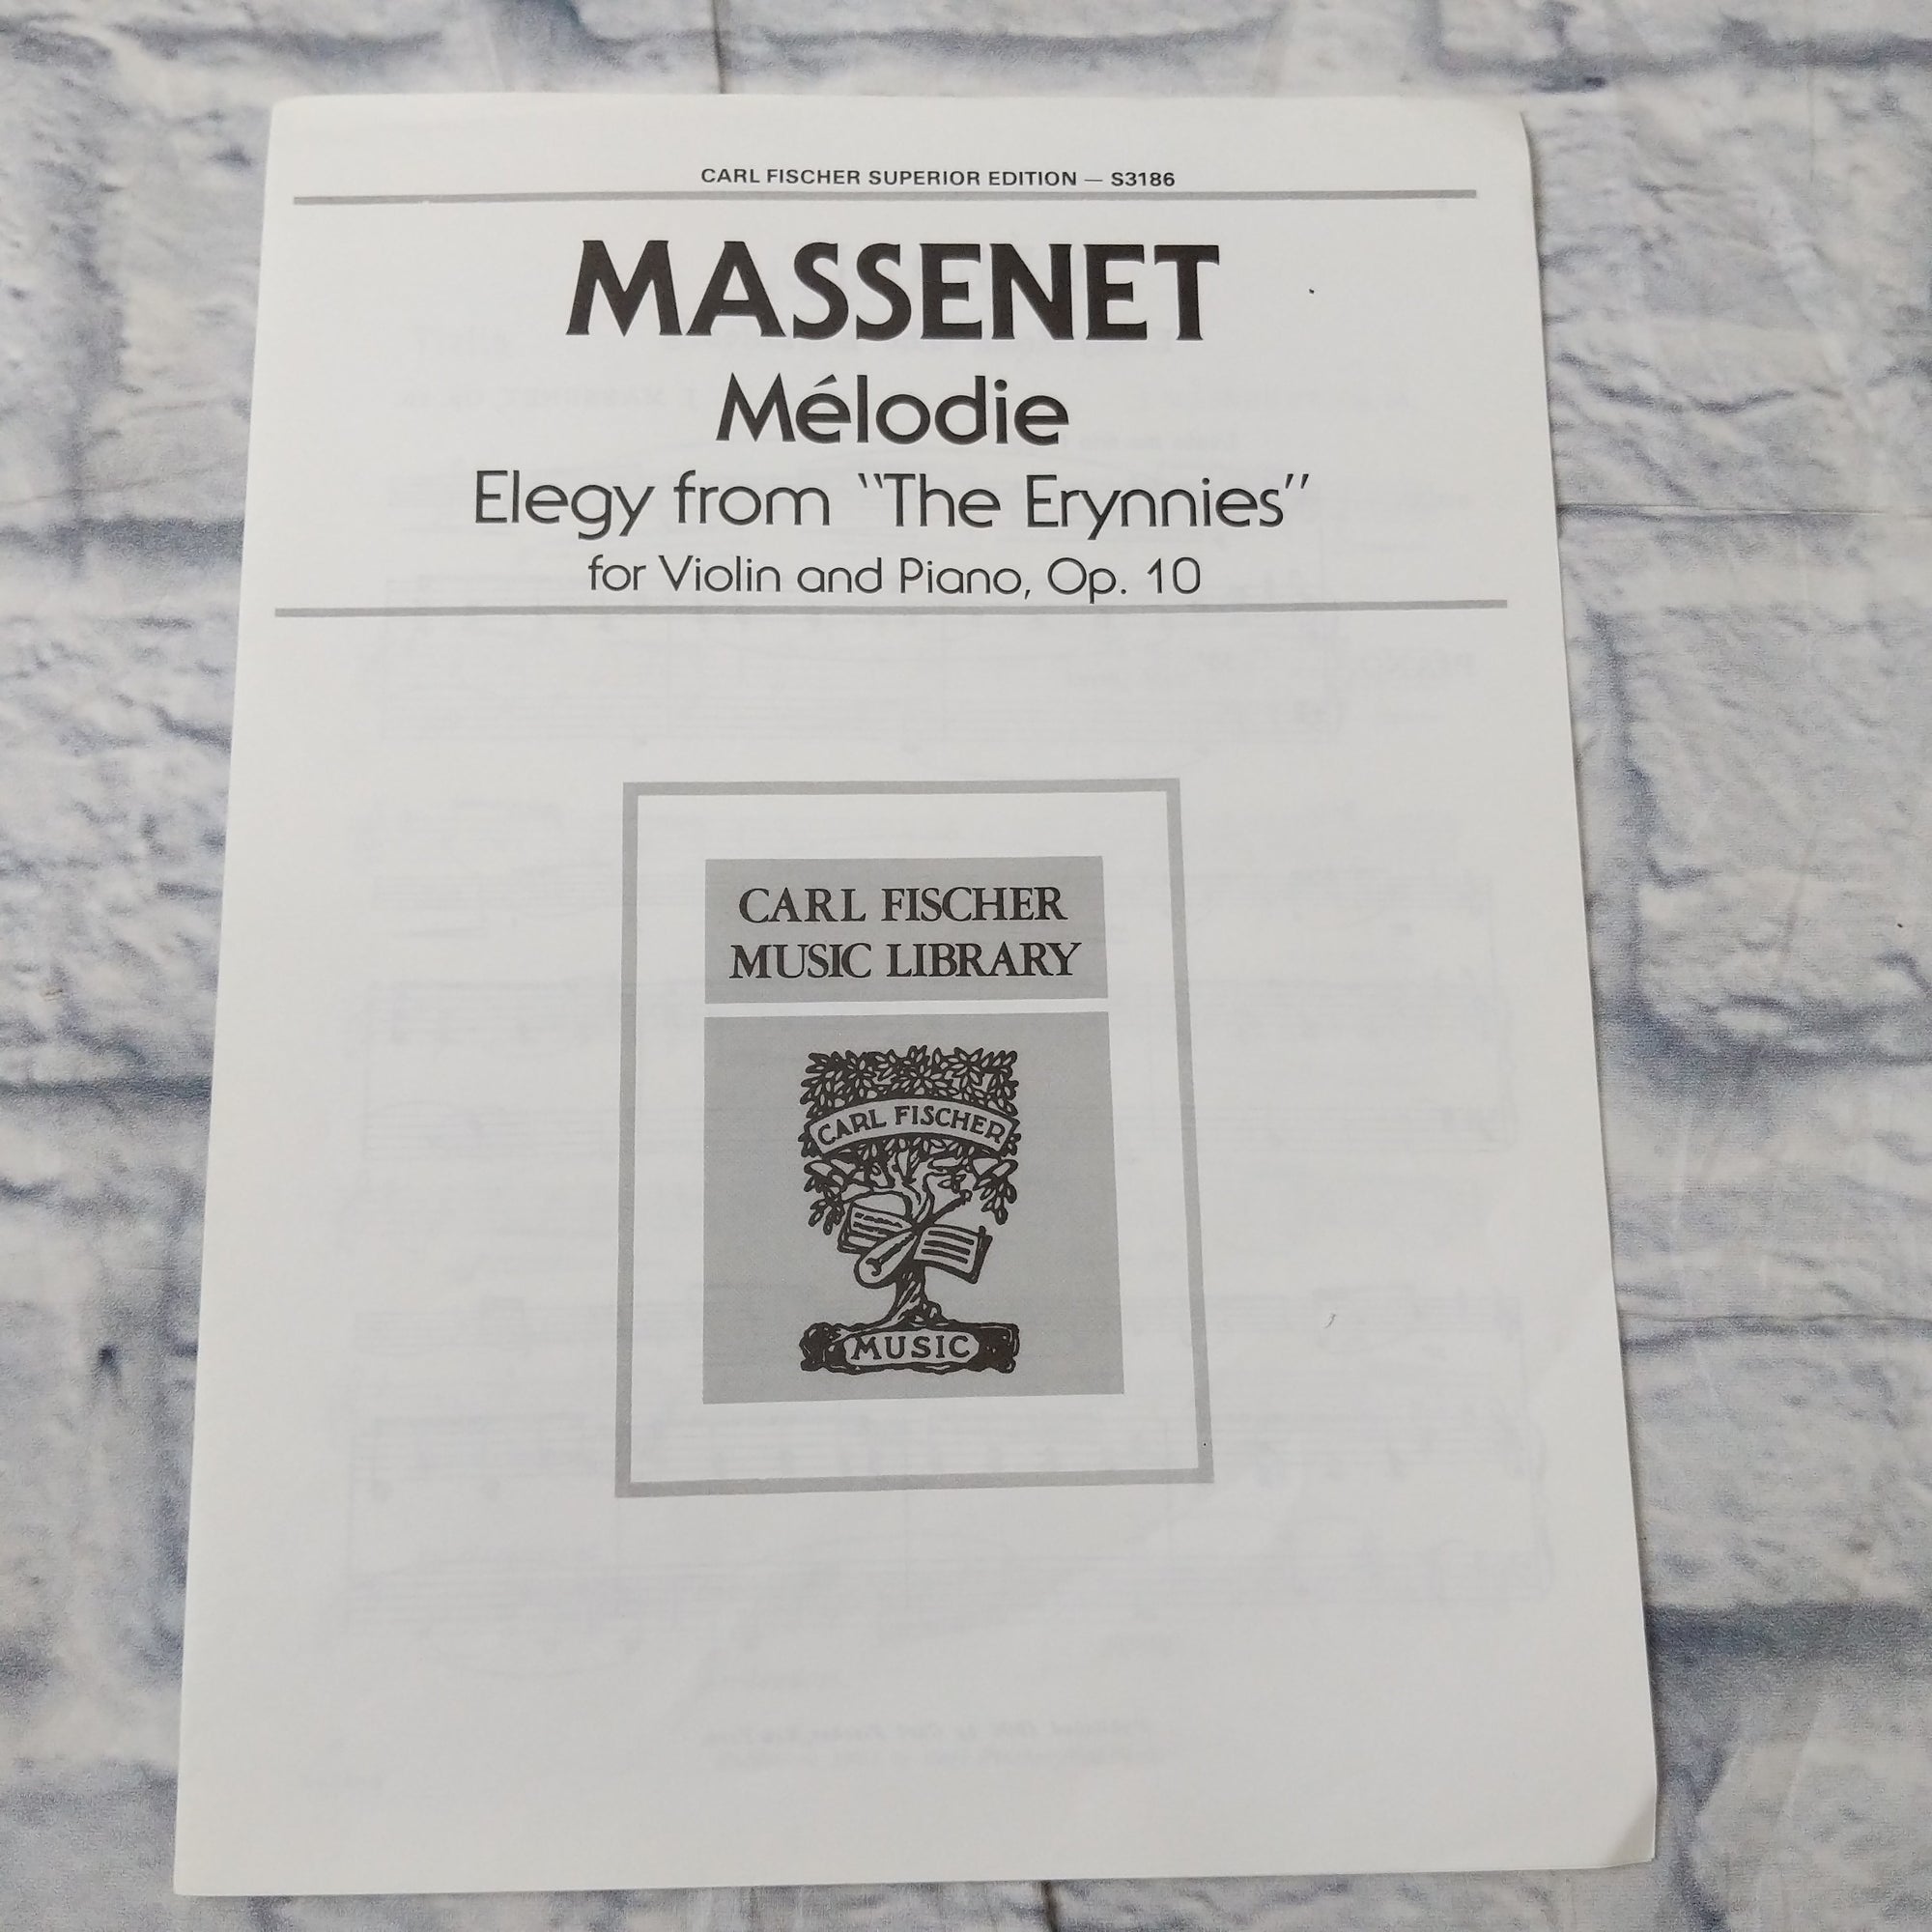 CARL FISCHER SUPERIOR EDITION — S3186
MASSENET
Mélodie
Elegy from "The Erynnies"
for Violin and Piano, Op. 10
CARL FISCHER
MUSIC LIBRARY
CARL FISCHER
MUSIC